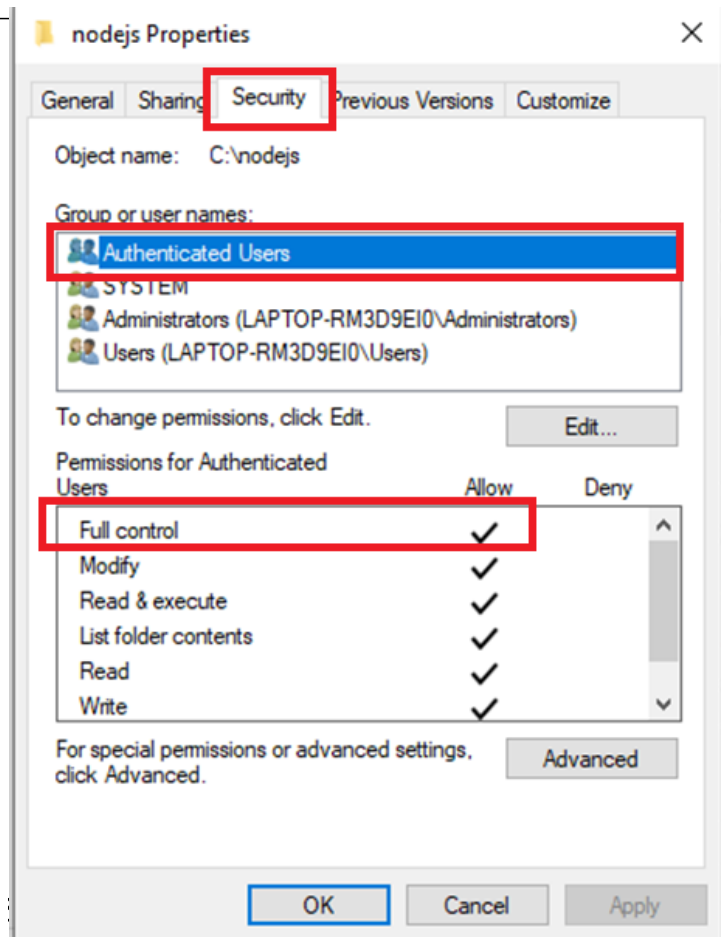 nodejs Properties
General Sharing Security Previous Versions Customize
Object name: C:\nodejs
Group or user names:
Authenticated Users
SYSTEM
Administrators (LAPTOP-RM3D9EI0\Administrators)
Users (LAPTOP-RM3D9EI0\Users)
To change permissions, click Edit.
Edit...
Permissions for Authenticated
Users Allow Deny
Full control
Modify
Read & execute
List folder contents
Read
Write
For special permissions or advanced settings,
click Advanced.
Advanced
OK Cancel Apply